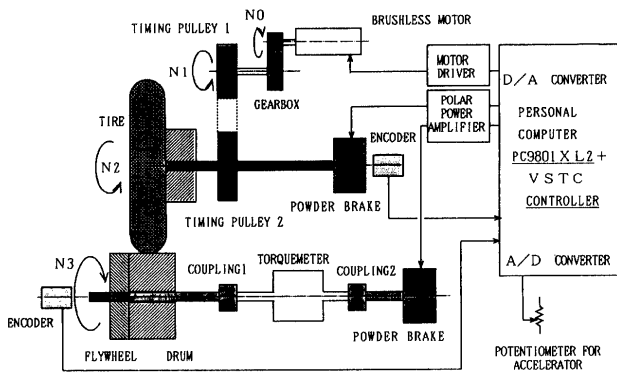 TIMING PULLEY 1
N0
BRUSHLESS MOTOR
N1
GEARBOX
MOTOR
DRIVER
D/A CONVERTER
POLAR
POWER
AMPLIFIER
PERSONAL
COMPUTER
PC9801XL2+
VSTC
CONTROLLER
A/D CONVERTER
TIRE
N2
ENCODER
POWDER BRAKE
TIMING PULLEY 2
N3
COUPLING1
TORQUEMETER
COUPLING2
ENCODER
POWDER
BRAKE
FLYWHEEL DRUM
POTENTIOMETER FOR
ACCELERATOR